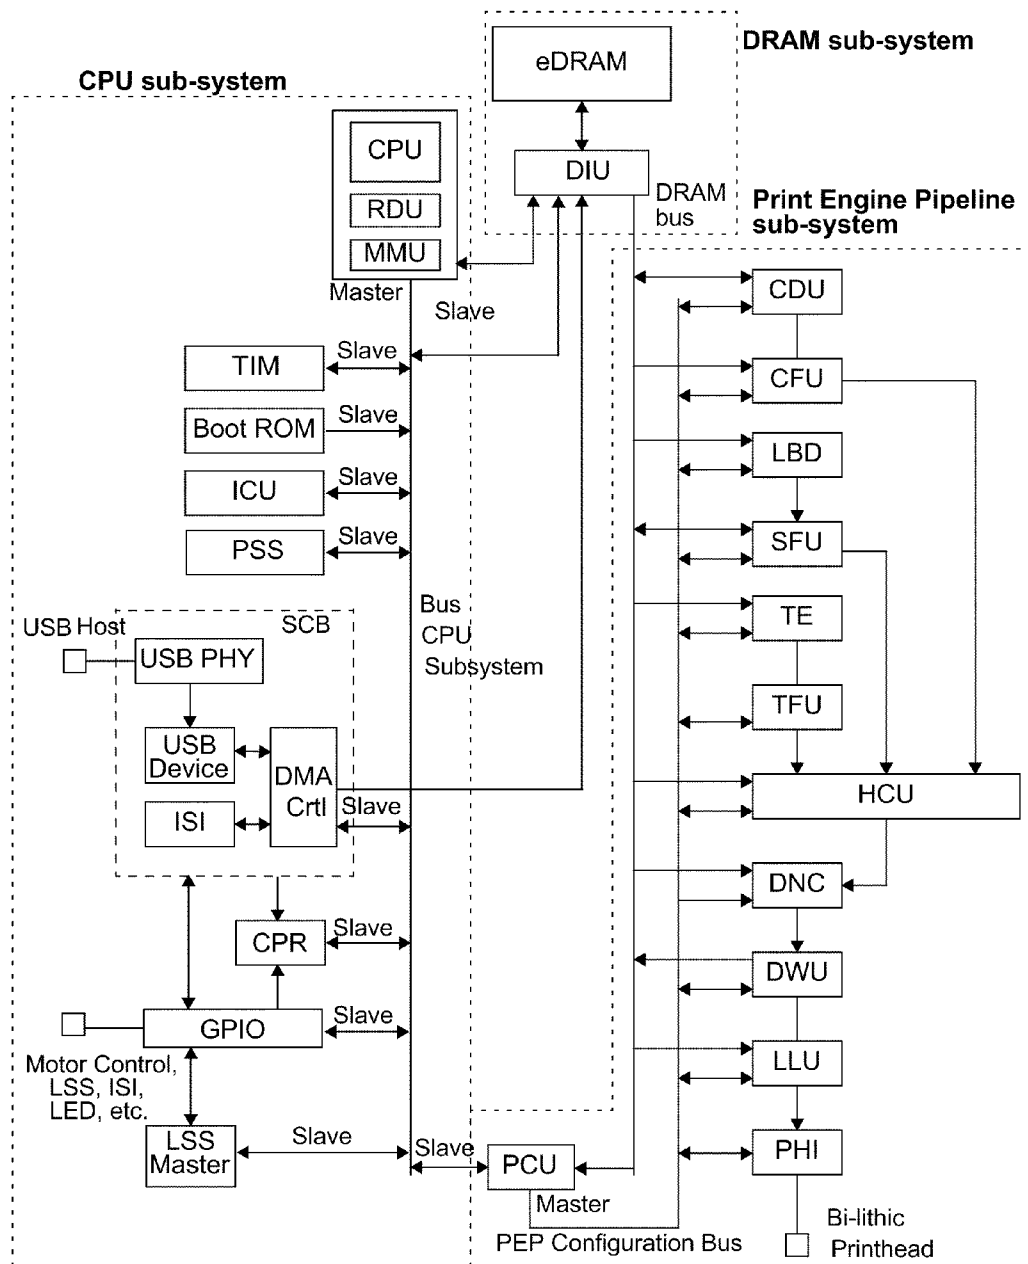 DRAM sub-system
eDRAM
CPU sub-system
CPU
DIU
RDU
DRAM
bus
Print Engine Pipeline
sub-system
MMU
Master
Slave
CDU
TIM
Slave
CFU
Boot ROM
Slave
LBD
ICU
Slave
PSS
Slave
SFU
Bus
CPU
Subsystem
TE
USB Host
SCB
USB PHY
TFU
USB
Device
DMA
Crtl
Slave
ISI
HCU
DNC
CPR
Slave
DWU
GPIO
Slave
Motor Control,
LSS, ISI,
LED, etc.
LLU
LSS
Master
Slave
Slave
PCU
Master
PHI
PEP Configuration Bus
Bi-lithic
Printhead